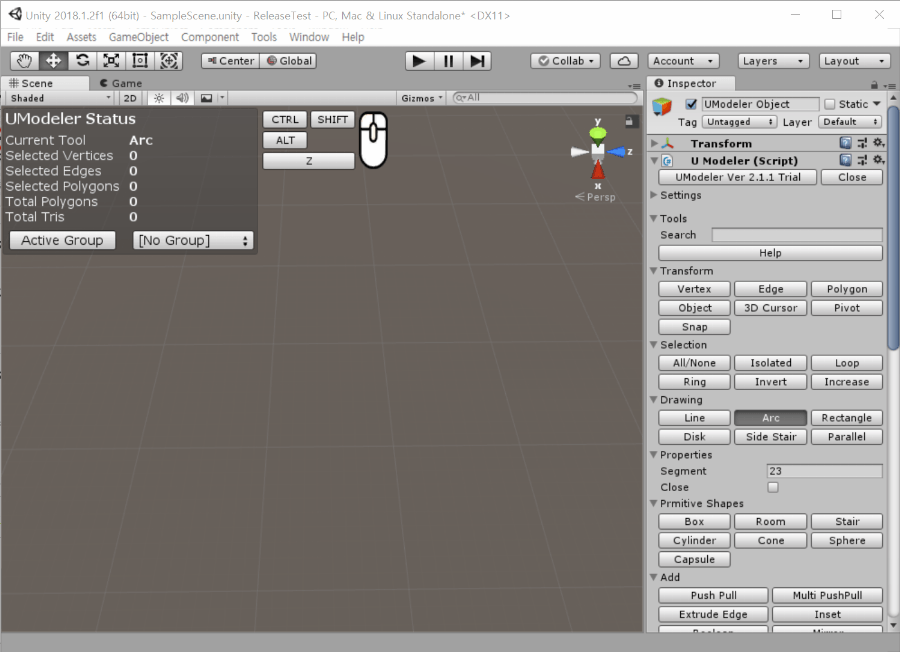 Unity 2018.1.2f1 (64bit) - SampleScene.unity - ReleaseTest - PC, Mac & Linux Standalone* <DX11>
File Edit Assets GameObject Component Tools Window Help
Center Global Collab Account Layers Layout
Scene Game
Shaded 2D Gizmos All
UModeler Status
Current Tool Arc
Selected Vertices 0
Selected Edges 0
Selected Polygons 0
Total Polygons 0
Total Tris 0
Active Group [No Group]
CTRL SHIFT
ALT
Z
y
z
x
Persp
Inspector
UModeler Object Static
Tag Untagged Layer Default
Transform
U Modeler (Script)
UModeler Ver 2.1.1 Trial Close
Settings
Tools
Search
Help
Transform
Vertex Edge Polygon
Object 3D Cursor Pivot
Snap
Selection
All/None Isolated Loop
Ring Invert Increase
Drawing
Line Arc Rectangle
Disk Side Stair Parallel
Properties
Segment 23
Close
Prmitive Shapes
Box Room Stair
Cylinder Cone Sphere
Capsule
Add
Push Pull Multi PushPull
Extrude Edge Inset